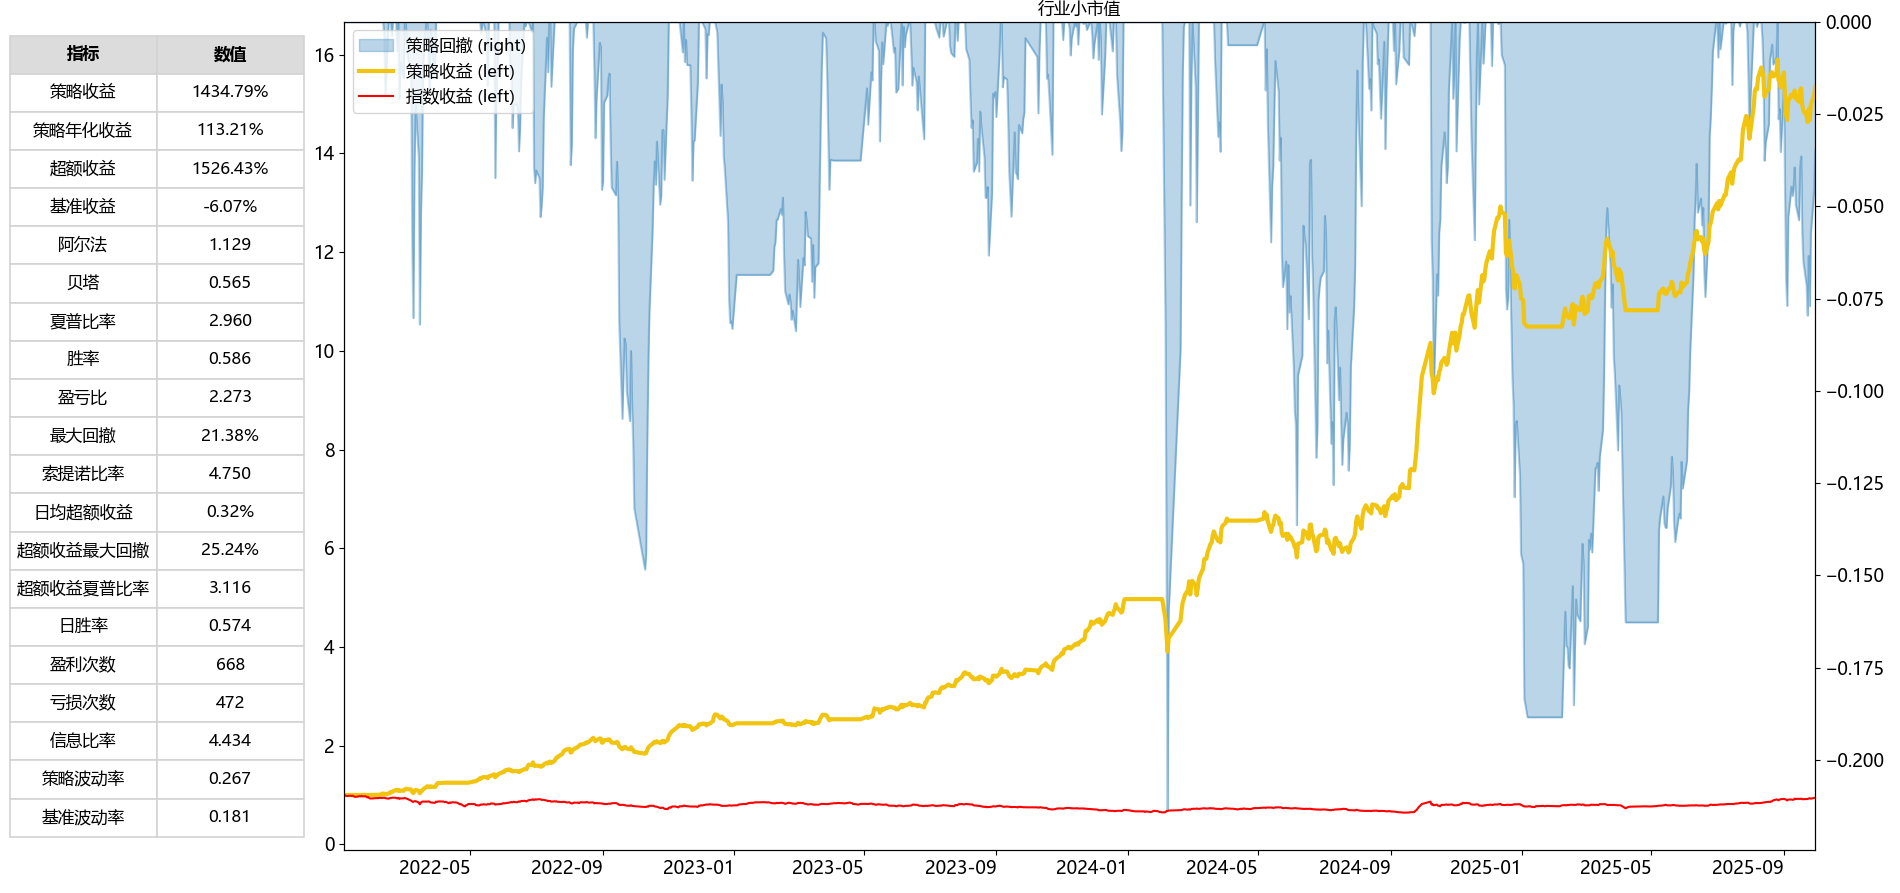 行业小市值
指标 数值
策略收益 1434.79%
策略年化收益 113.21%
超额收益 1526.43%
基准收益 -6.07%
阿尔法 1.129
贝塔 0.565
夏普比率 2.960
胜率 0.586
盈亏比 2.273
最大回撤 21.38%
索提诺比率 4.750
日均超额收益 0.32%
超额收益最大回撤 25.24%
超额收益夏普比率 3.116
日胜率 0.574
盈利次数 668
亏损次数 472
信息比率 4.434
策略波动率 0.267
基准波动率 0.181
策略回撤 (right)
策略收益 (left)
指数收益 (left)
16
14
12
10
8
6
4
2
0
0.000
−0.025
−0.050
−0.075
−0.100
−0.125
−0.150
−0.175
−0.200
2022-05 2022-09 2023-01 2023-05 2023-09 2024-01 2024-05 2024-09 2025-01 2025-05 2025-09